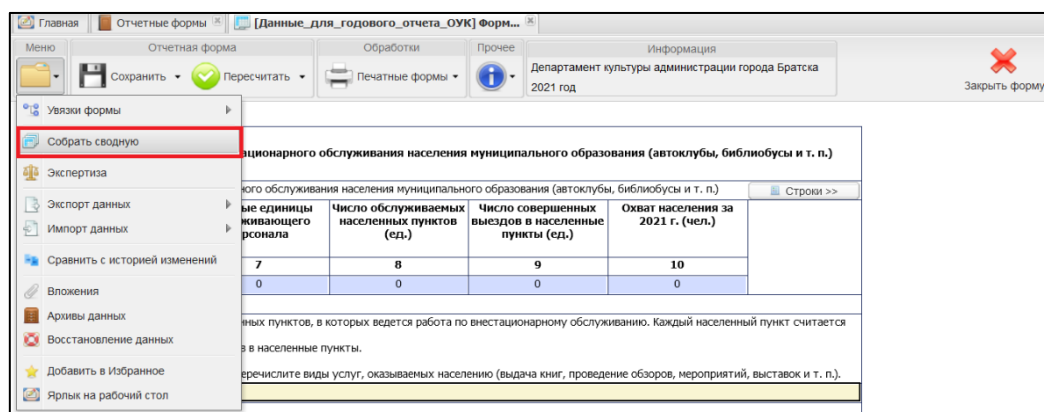 Главная Отчетные формы [Данные_для_годового_отчета_ОУК] Форм...
Меню Отчетная форма Обработки Прочее Информация
Сохранить Пересчитать Печатные формы Департамент культуры администрации города Братска
2021 год
Закрыть форму
Увязки формы
Собрать сводную
Экспертиза
Экспорт данных
Импорт данных
Сравнить с историей изменений
Вложения
Архивы данных
Восстановление данных
Добавить в Избранное
Ярлык на рабочий стол
ационарного обслуживания населения муниципального образования (автоклубы, библиобусы и т. п.)
ного обслуживания населения муниципального образования (автоклубы, библиобусы и т. п.) Строки >>
ые единицы
живающего
рсонала
Число обслуживаемых
населенных пунктов
(ед.)
Число совершенных
выездов в населенные
пункты (ед.)
Охват населения за
2021 г. (чел.)
7 8 9 10
0 0 0 0
нных пунктов, в которых ведется работа по внестационарному обслуживанию. Каждый населенный пункт считается
в в населенные пункты.
еречислите виды услуг, оказываемых населению (выдача книг, проведение обзоров, мероприятий, выставок и т. п.).